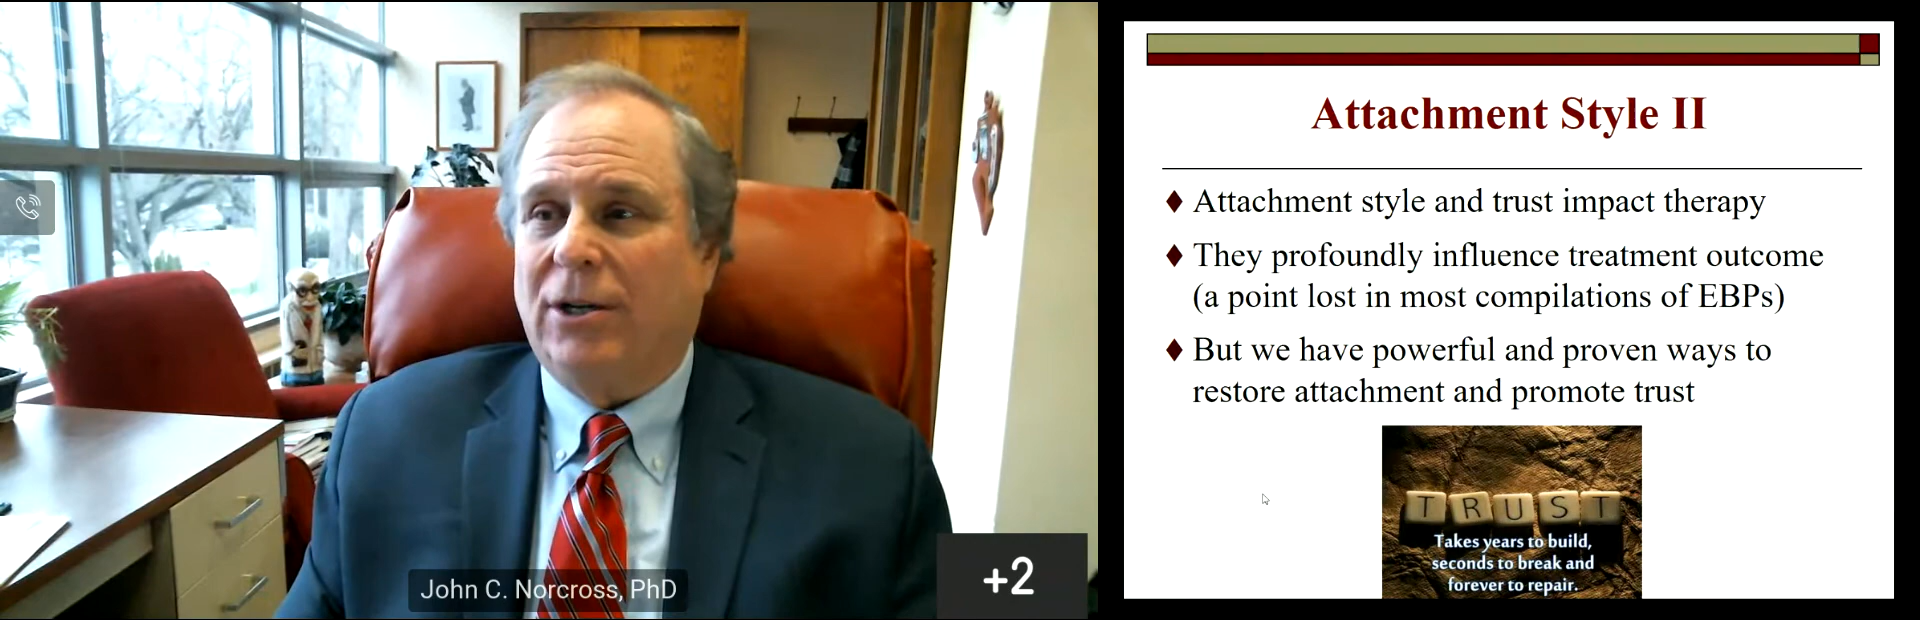 John C. Norcross, PhD
+2
Attachment Style II
Attachment style and trust impact therapy
They profoundly influence treatment outcome
(a point lost in most compilations of EBPs)
But we have powerful and proven ways to
restore attachment and promote trust
TRUST
Takes years to build,
seconds to break and
forever to repair.